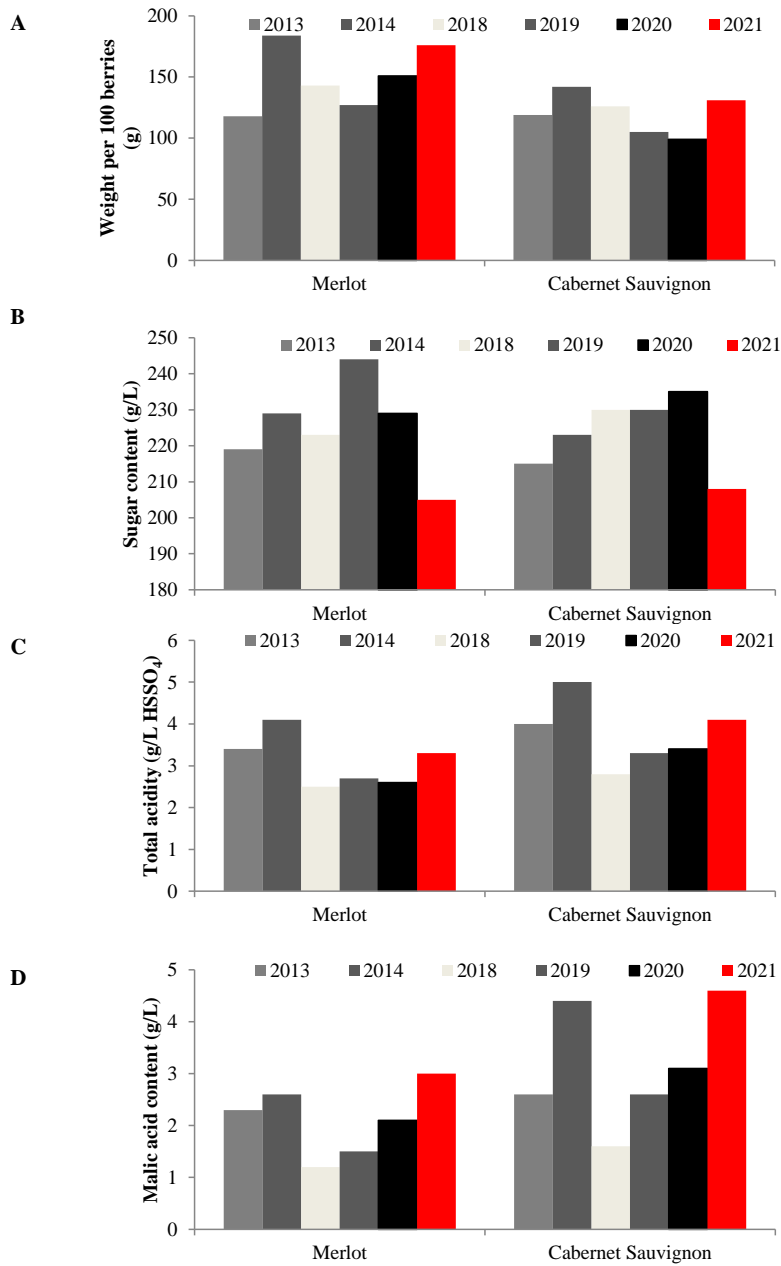 A
Weight per 100 berries
(g)
200
150
100
50
0
2013 2014 2018 2019 2020 2021
Merlot Cabernet Sauvignon
B
Sugar content (g/L)
250
240
230
220
210
200
190
180
2013 2014 2018 2019 2020 2021
Merlot Cabernet Sauvignon
C
Total acidity (g/L HSSO₄)
6
5
4
3
2
1
0
2013 2014 2018 2019 2020 2021
Merlot Cabernet Sauvignon
D
Malic acid content (g/L)
5
4
3
2
1
0
2013 2014 2018 2019 2020 2021
Merlot Cabernet Sauvignon